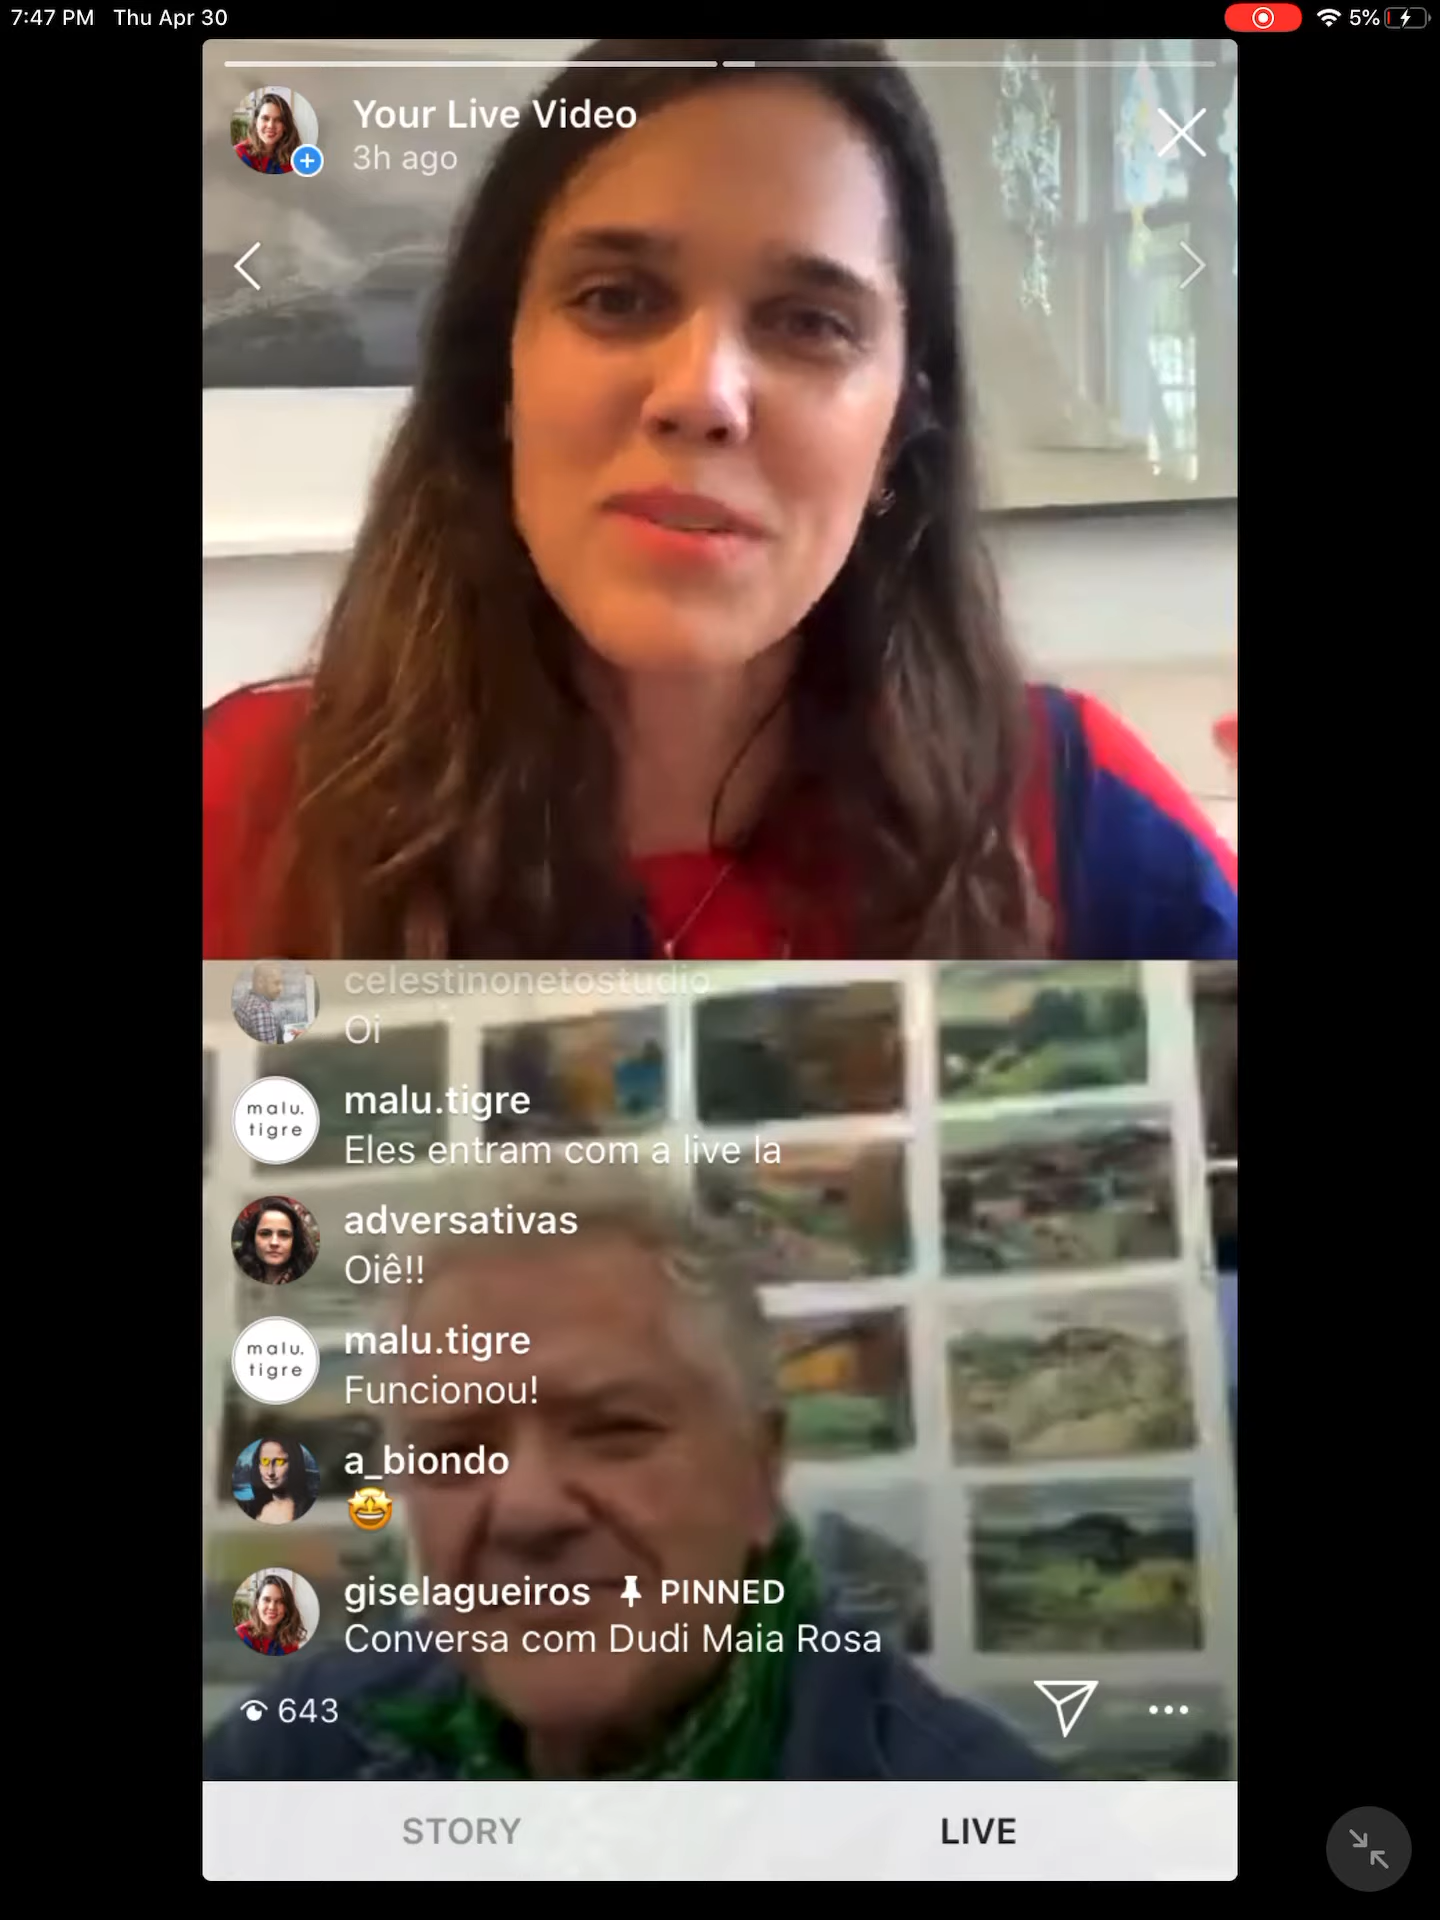 7:47 PM Thu Apr 30
5%
Your Live Video
3h ago
celestinonetostudio
Oi
malu.
tigre
malu.tigre
Eles entram com a live la
adversativas
Oiê!!
malu.
tigre
malu.tigre
Funcionou!
a_biondo
giselagueiros PINNED
Conversa com Dudi Maia Rosa
643
STORY
LIVE